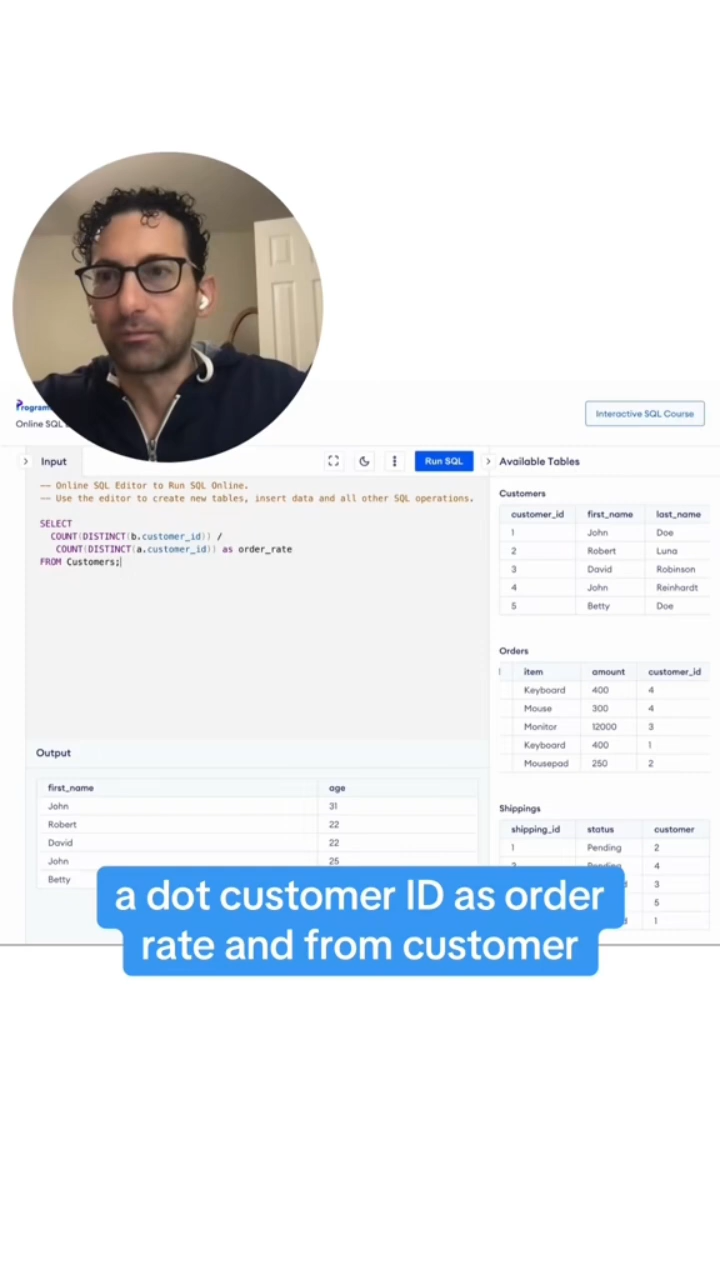 Program
Online SQL
Interactive SQL Course
Input
Run SQL
Available Tables
-- Online SQL Editor to Run SQL Online.
-- Use the editor to create new tables, insert data and all other SQL operations.
SELECT
COUNT(DISTINCT(b.customer_id)) /
COUNT(DISTINCT(a.customer_id)) as order_rate
FROM Customers;
Customers
customer_id first_name last_name
1 John Doe
2 Robert Luna
3 David Robinson
4 John Reinhardt
5 Betty Doe
Orders
item amount customer_id
Keyboard 400 4
Mouse 300 4
Monitor 12000 3
Keyboard 400 1
Mousepad 250 2
Output
first_name age
John 31
Robert 22
David 22
John 25
Betty
Shippings
shipping_id status customer
1 Pending 2
2 Pending 4
3
5
1
a dot customer ID as order
rate and from customer